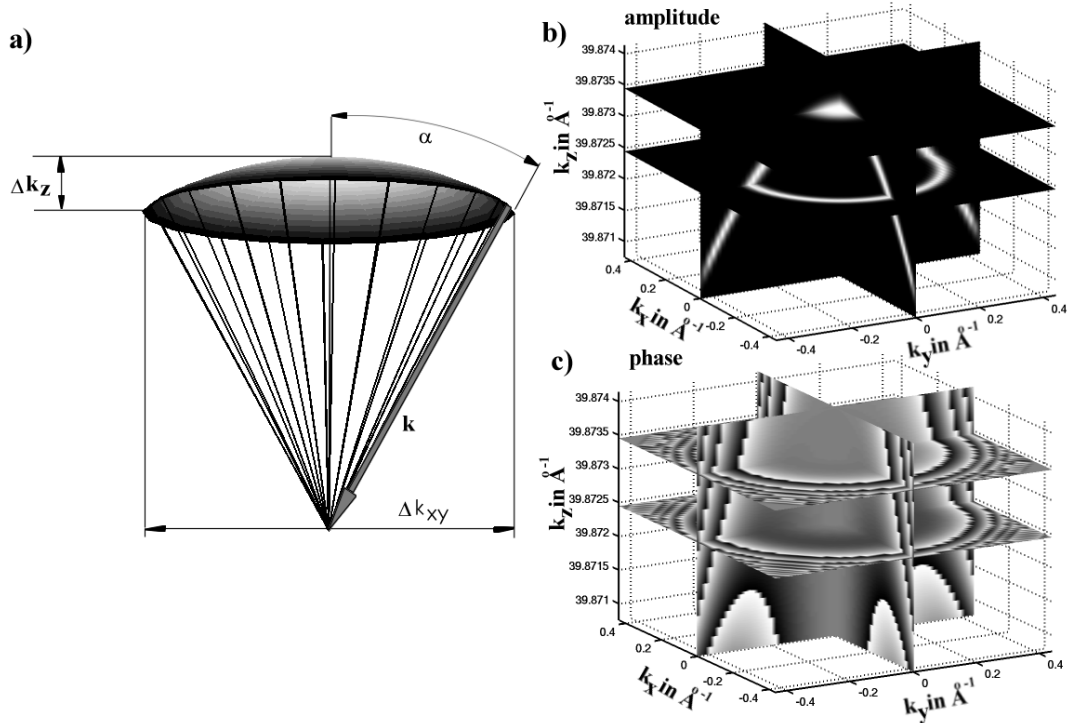 a)
α
Δkz
k
Δkxy
b)
amplitude
39.874
39.8735
39.873
39.8725
39.872
39.8715
39.871
kz in Å-1
0.4
0.2
0
-0.2
-0.4
kx in Å-1
-0.4
-0.2
0
0.2
0.4
ky in Å-1
c)
phase
39.874
39.8735
39.873
39.8725
39.872
39.8715
39.871
kz in Å-1
0.4
0.2
0
-0.2
-0.4
kx in Å-1
-0.4
-0.2
0
0.2
0.4
ky in Å-1